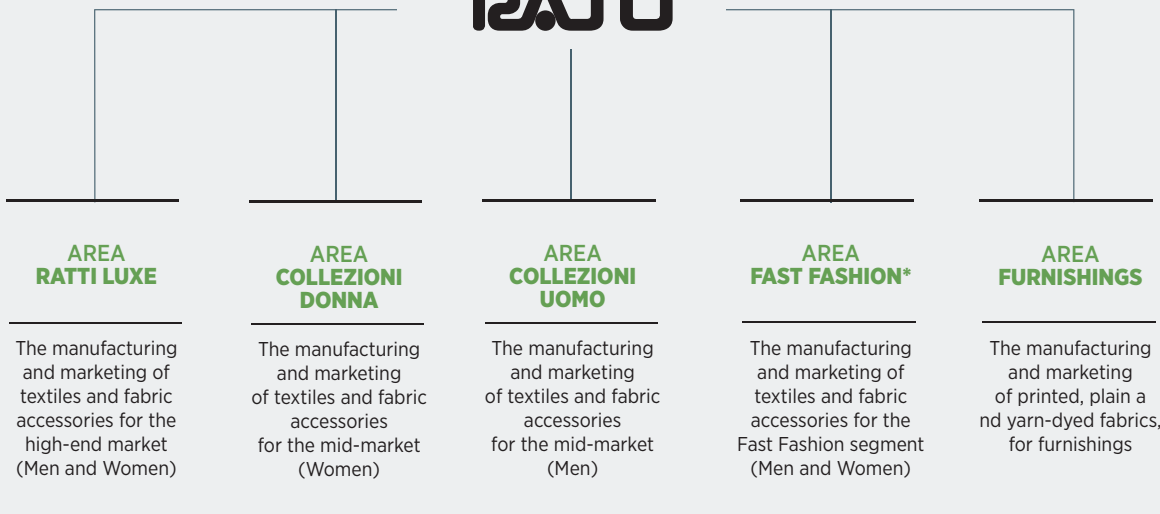 AREA
RATTI LUXE
The manufacturing
and marketing of
textiles and fabric
accessories for the
high-end market
(Men and Women)
AREA
COLLEZIONI
DONNA
The manufacturing
and marketing
of textiles and fabric
accessories
for the mid-market
(Women)
AREA
COLLEZIONI
UOMO
The manufacturing
and marketing
of textiles and fabric
accessories
for the mid-market
(Men)
AREA
FAST FASHION*
The manufacturing
and marketing of
textiles and fabric
accessories for the
Fast Fashion segment
(Men and Women)
AREA
FURNISHINGS
The manufacturing
and marketing
of printed, plain a
nd yarn-dyed fabrics,
for furnishings